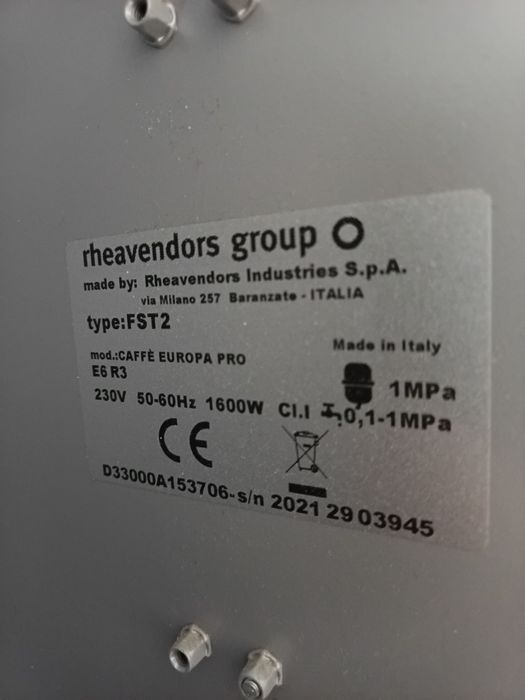 rheavendors group
made by: Rheavendors Industries S.p.A.
via Milano 257 Baranzate - ITALIA
type:FST2
Made in Italy
mod.:CAFFÈ EUROPA PRO
E6 R3
1MPa
230V 50-60Hz 1600W Cl.I 0,1-1MPa
CE
D33000A153706-s/n 2021 29 03945